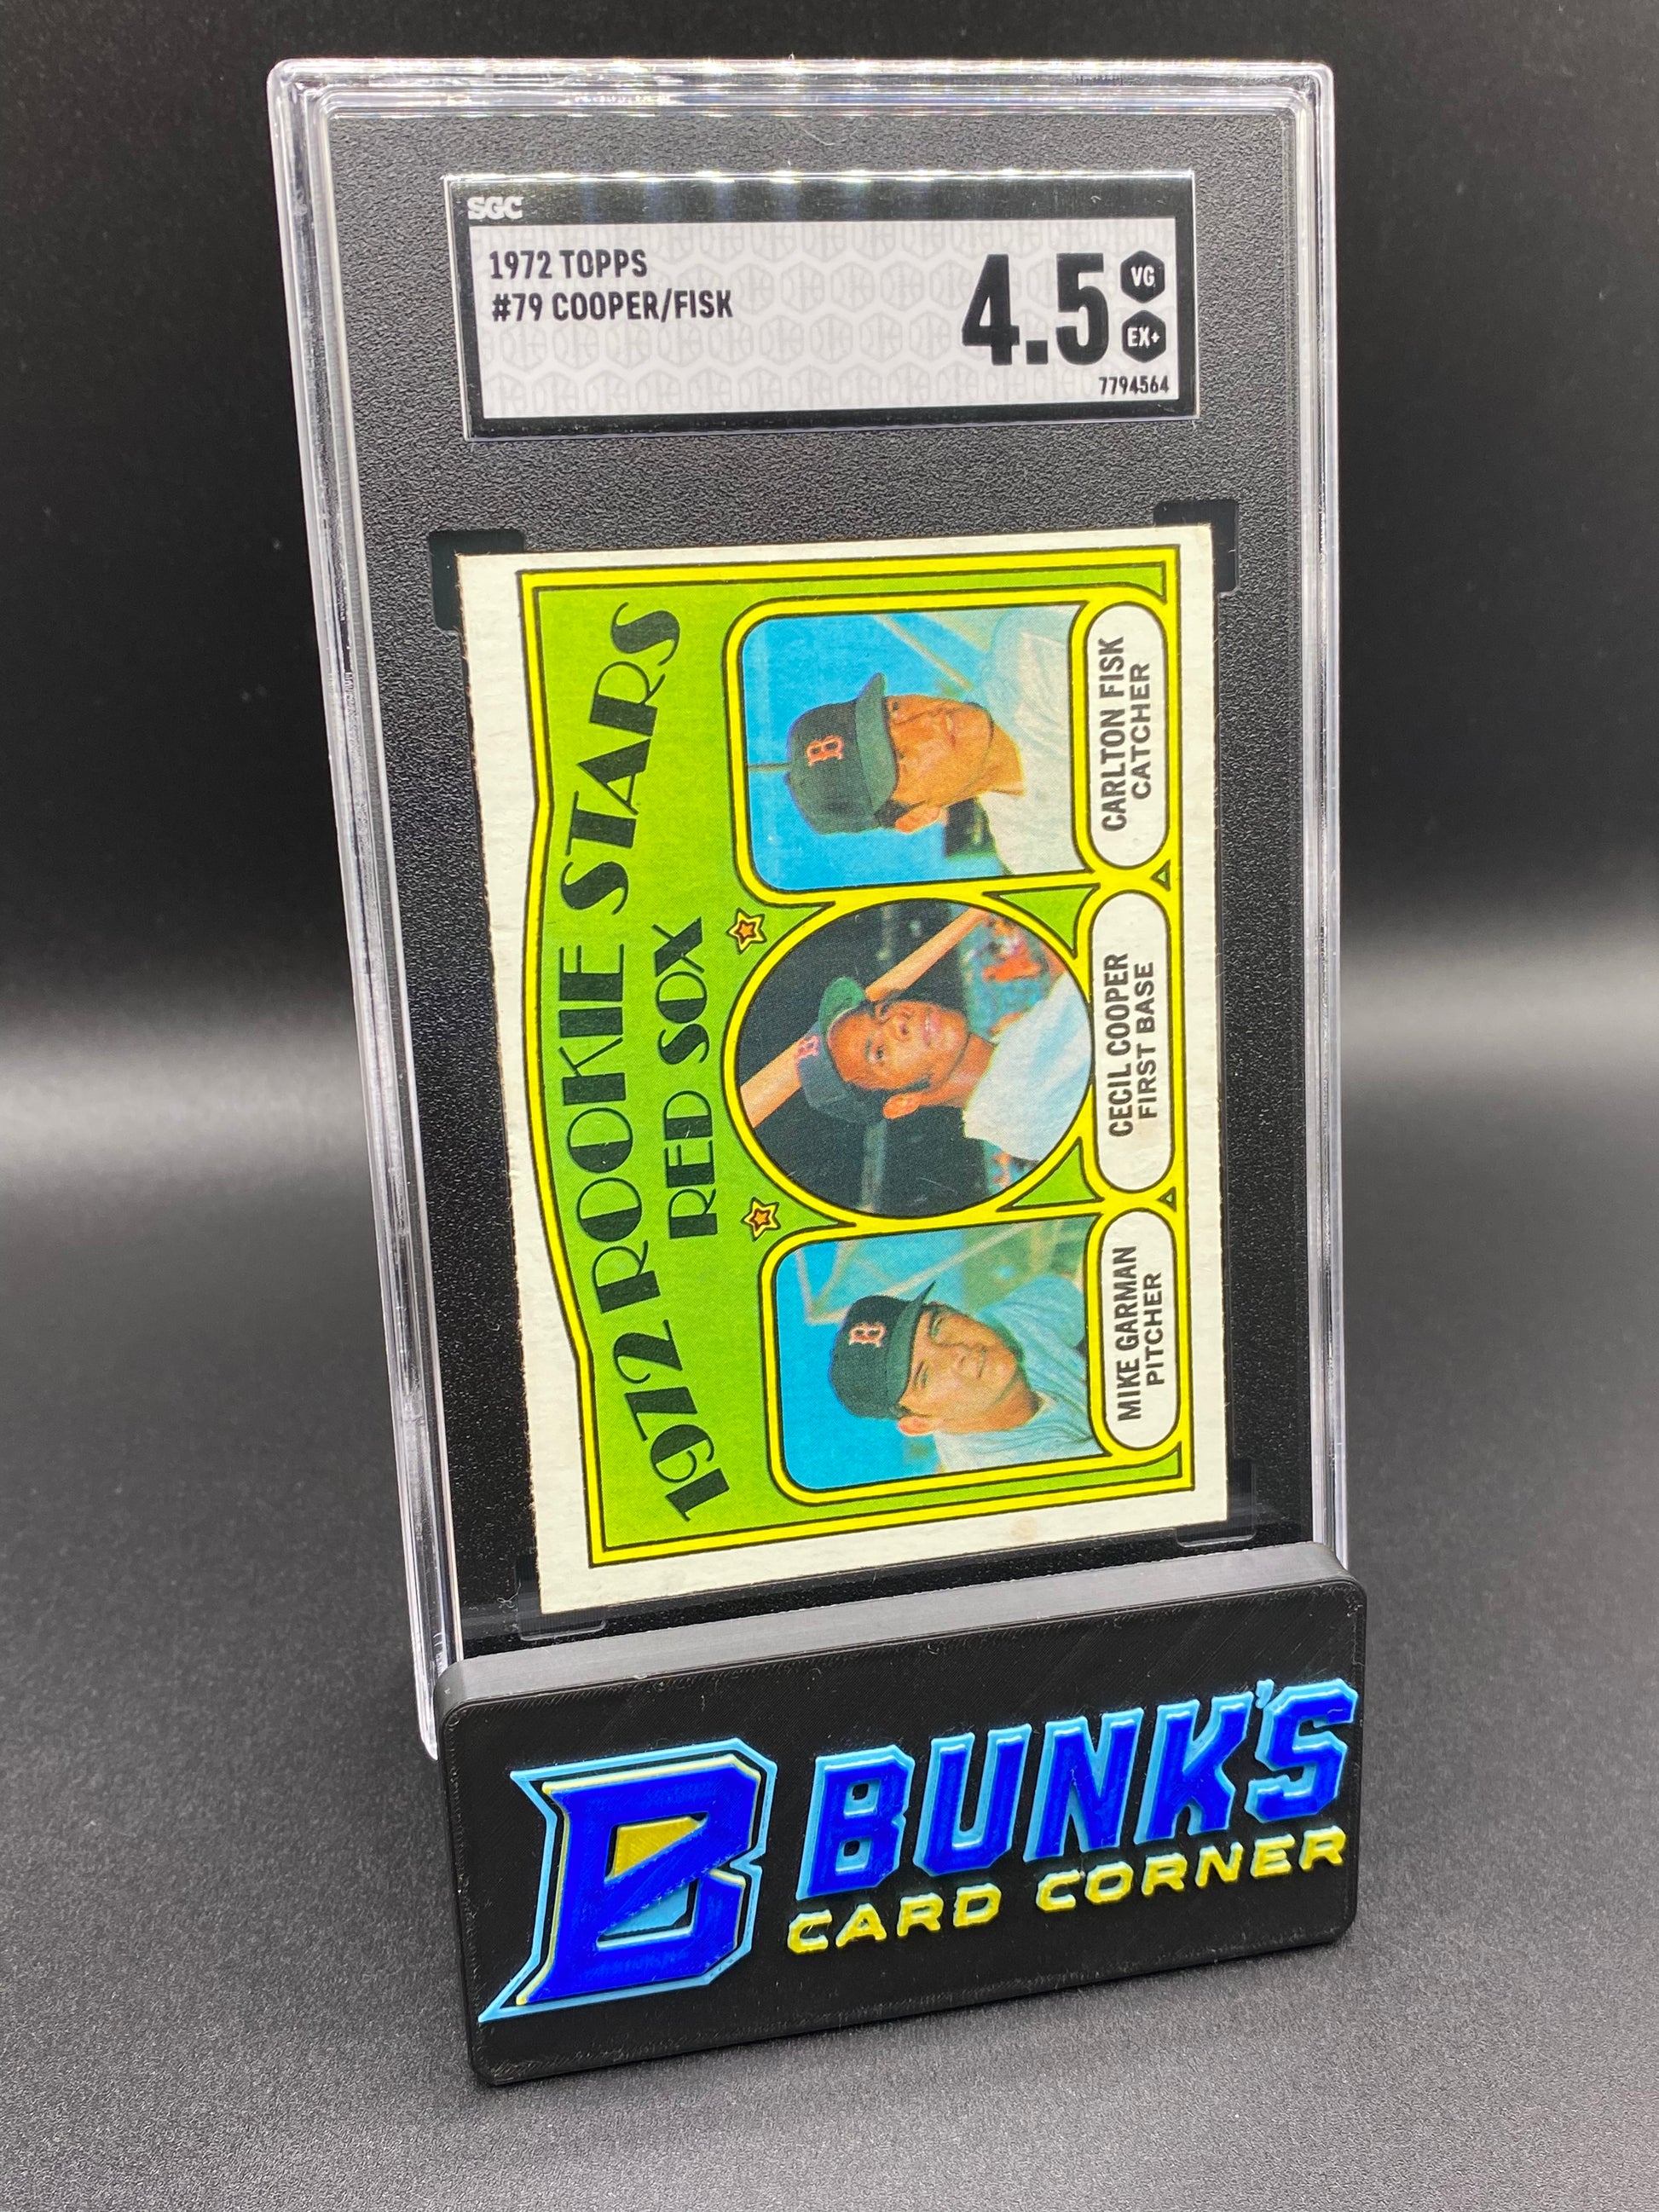 SGC
1972 TOPPS
#79 COOPER/FISK
4.5
VG
EX+
7794564
1972 ROOKIE STARS
RED SOX
B
MIKE GARMAN
PITCHER
B
CECIL COOPER
FIRST BASE
B
CARLTON FISK
CATCHER
B
BUNK'S
CARD CORNER